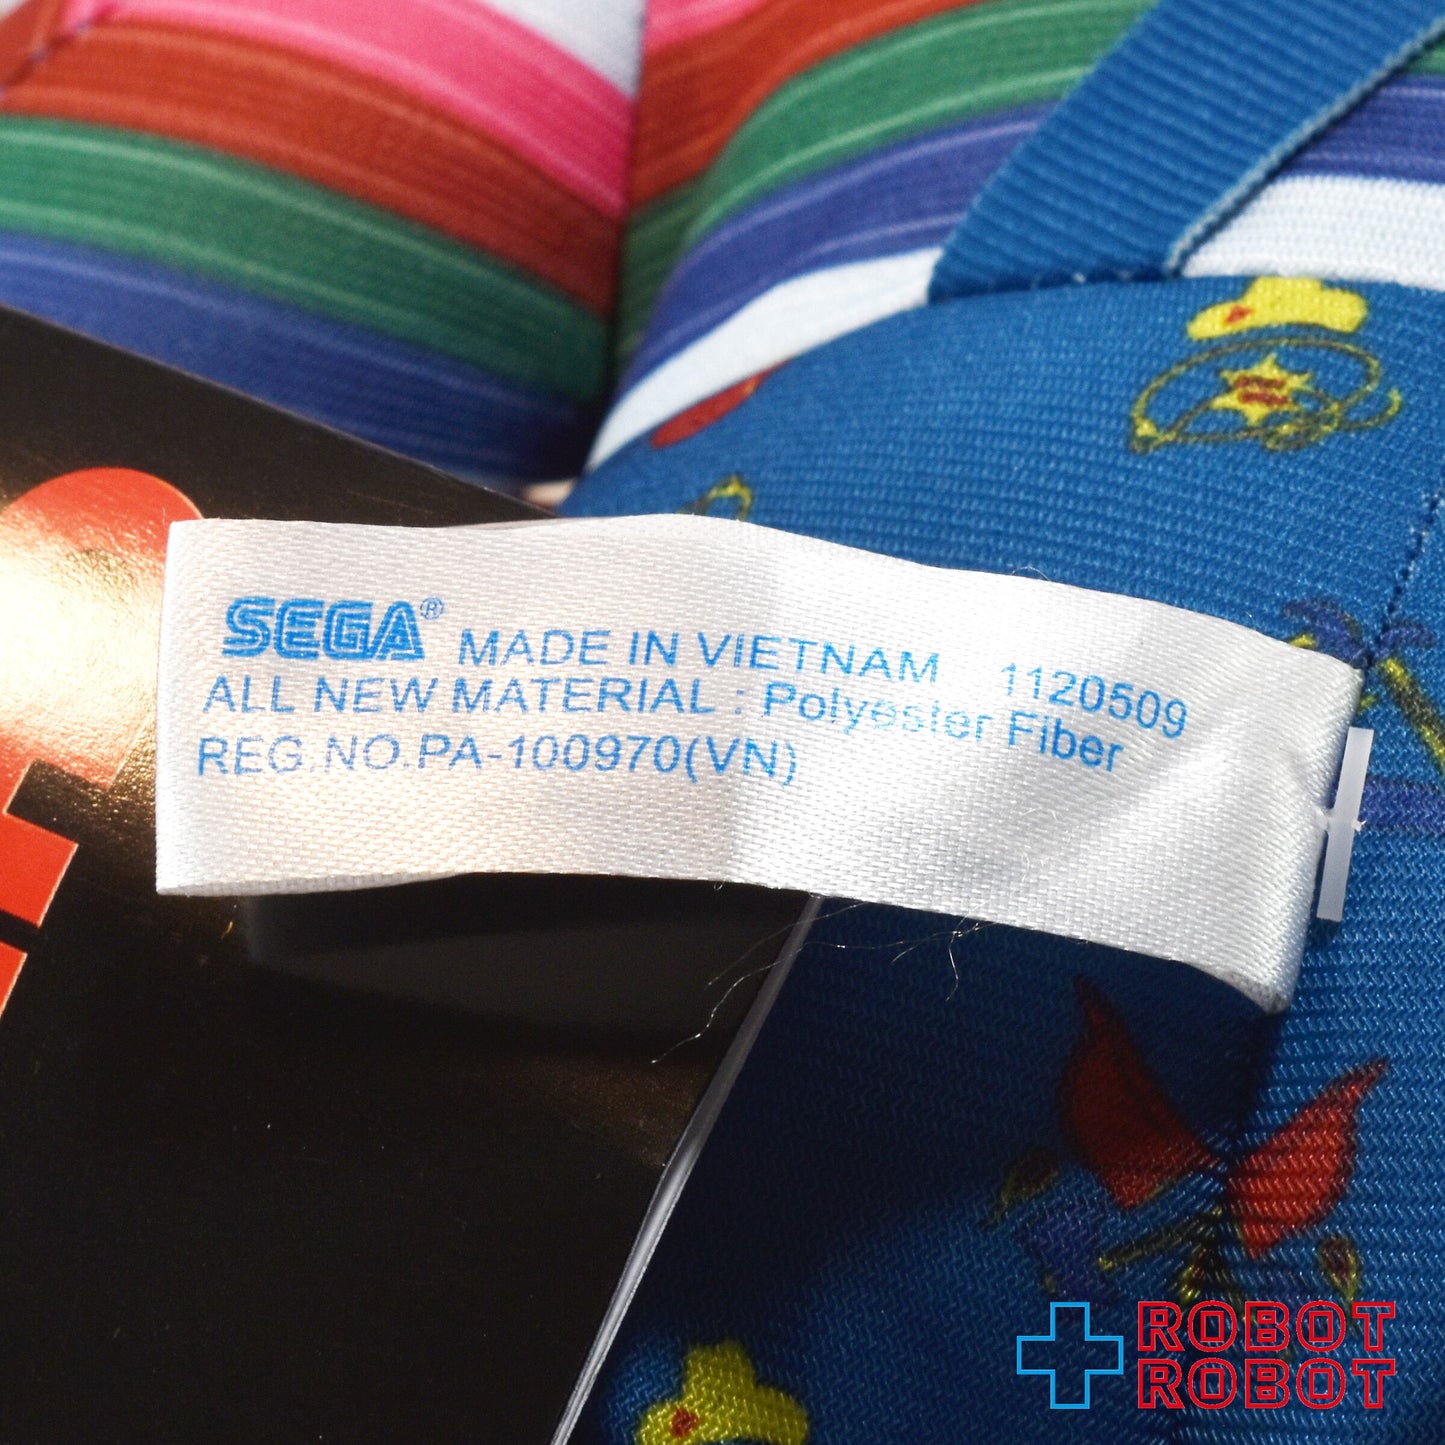 SEGA® MADE IN VIETNAM 1120509
ALL NEW MATERIAL : Polyester Fiber
REG.NO.PA-100970(VN)
ROBOT
ROBOT